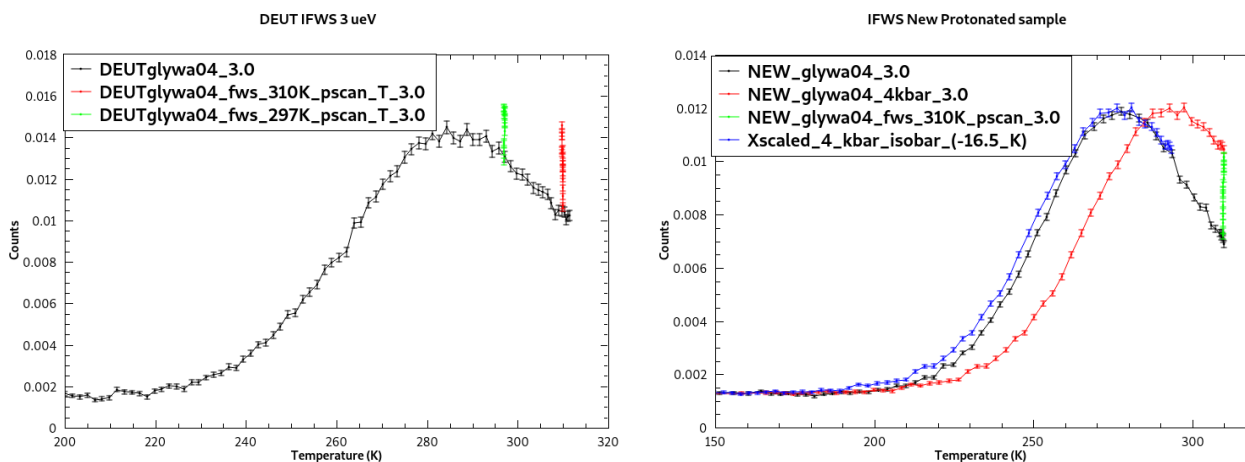 DEUT IFWS 3 ueV
0.018
0.016
0.014
0.012
0.01
0.008
0.006
0.004
0.002
0
Counts
DEUTglywa04_3.0
DEUTglywa04_fws_310K_pscan_T_3.0
DEUTglywa04_fws_297K_pscan_T_3.0
200
220
240
260
280
300
320
Temperature (K)
IFWS New Protonated sample
0.014
0.012
0.01
0.008
0.006
0.004
0.002
0
Counts
NEW_glywa04_3.0
NEW_glywa04_4kbar_3.0
NEW_glywa04_fws_310K_pscan_3.0
Xscaled_4_kbar_isobar_(-16.5_K)
150
200
250
300
Temperature (K)